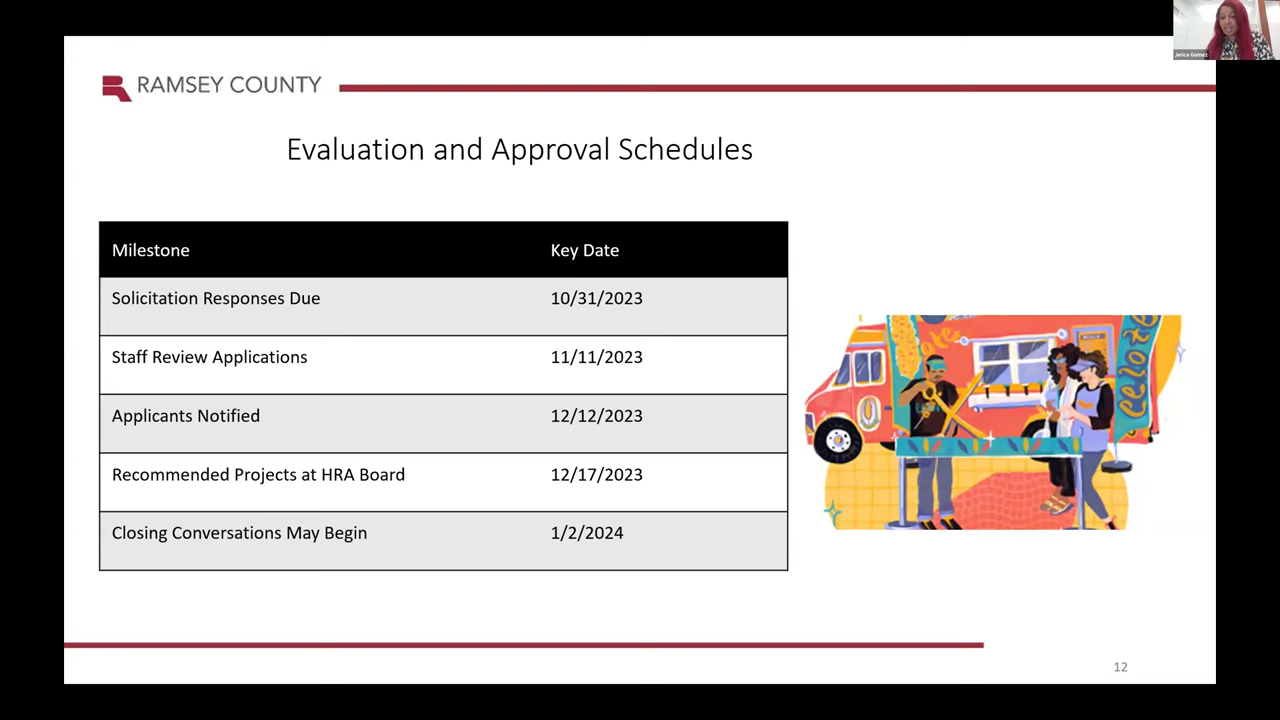 Jerica Gomez
RAMSEY COUNTY
Evaluation and Approval Schedules
Milestone Key Date
Solicitation Responses Due 10/31/2023
Staff Review Applications 11/11/2023
Applicants Notified 12/12/2023
Recommended Projects at HRA Board 12/17/2023
Closing Conversations May Begin 1/2/2024
12